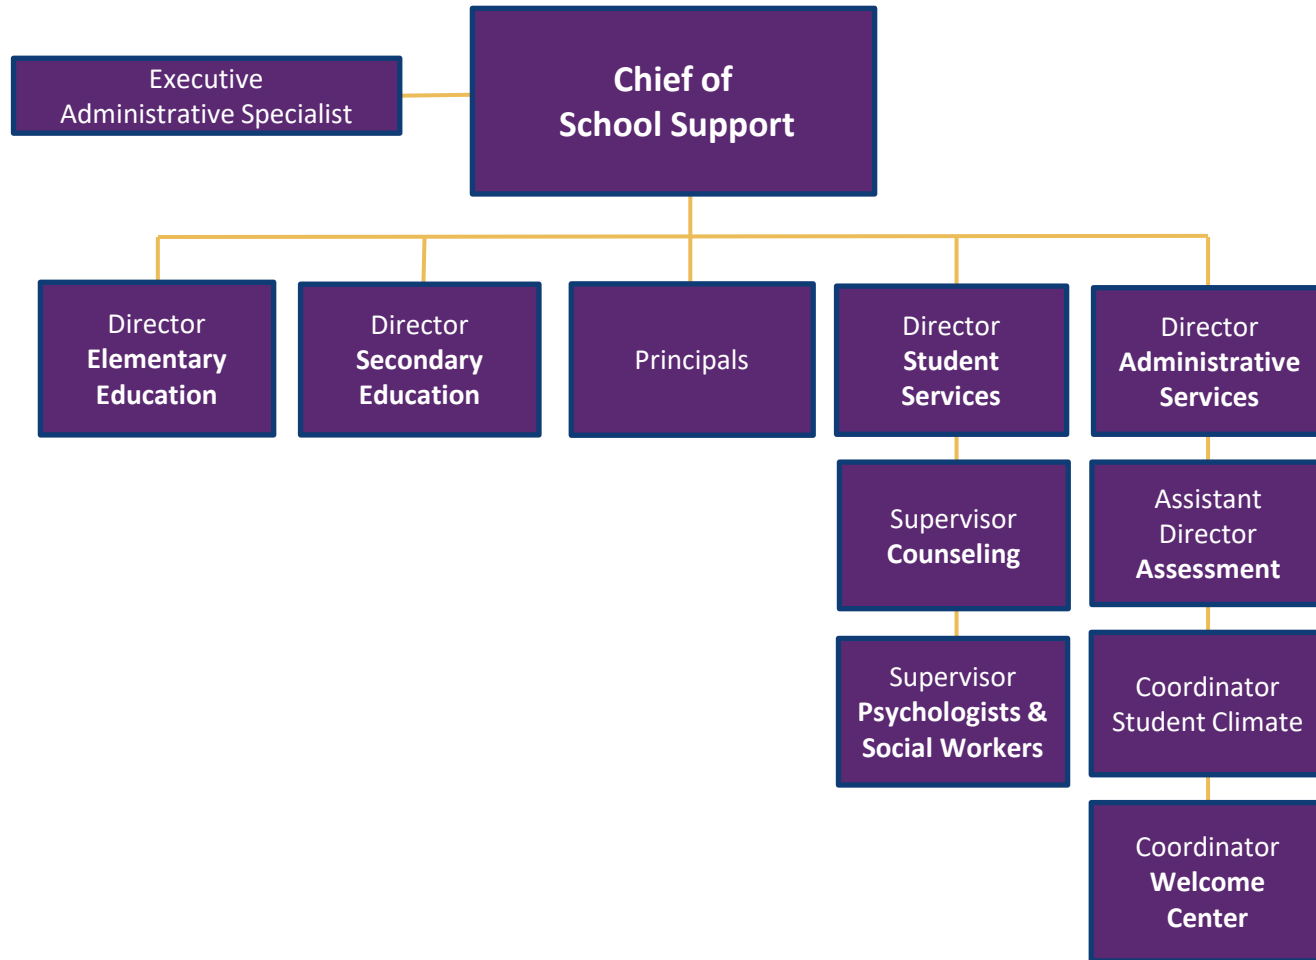 Executive
Administrative Specialist
Chief of
School Support
Director
Elementary
Education
Director
Secondary
Education
Principals
Director
Student
Services
Director
Administrative
Services
Supervisor
Counseling
Assistant
Director
Assessment
Supervisor
Psychologists &
Social Workers
Coordinator
Student Climate
Coordinator
Welcome
Center